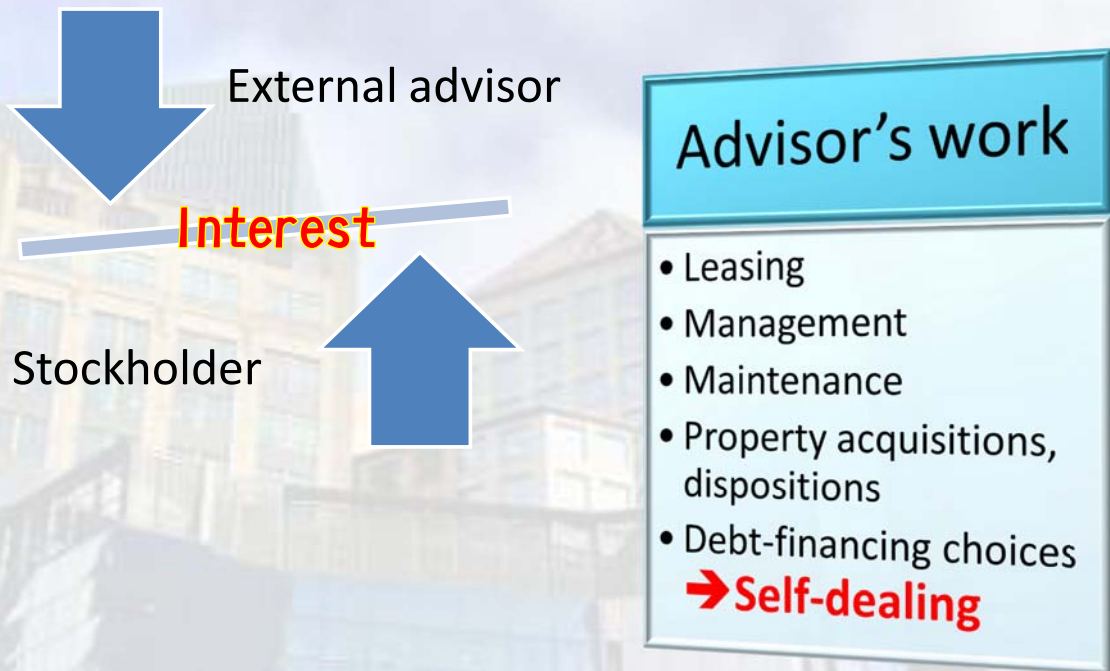 External advisor
Interest
Stockholder
Advisor’s work
• Leasing
• Management
• Maintenance
• Property acquisitions,
dispositions
• Debt-financing choices
➔Self-dealing